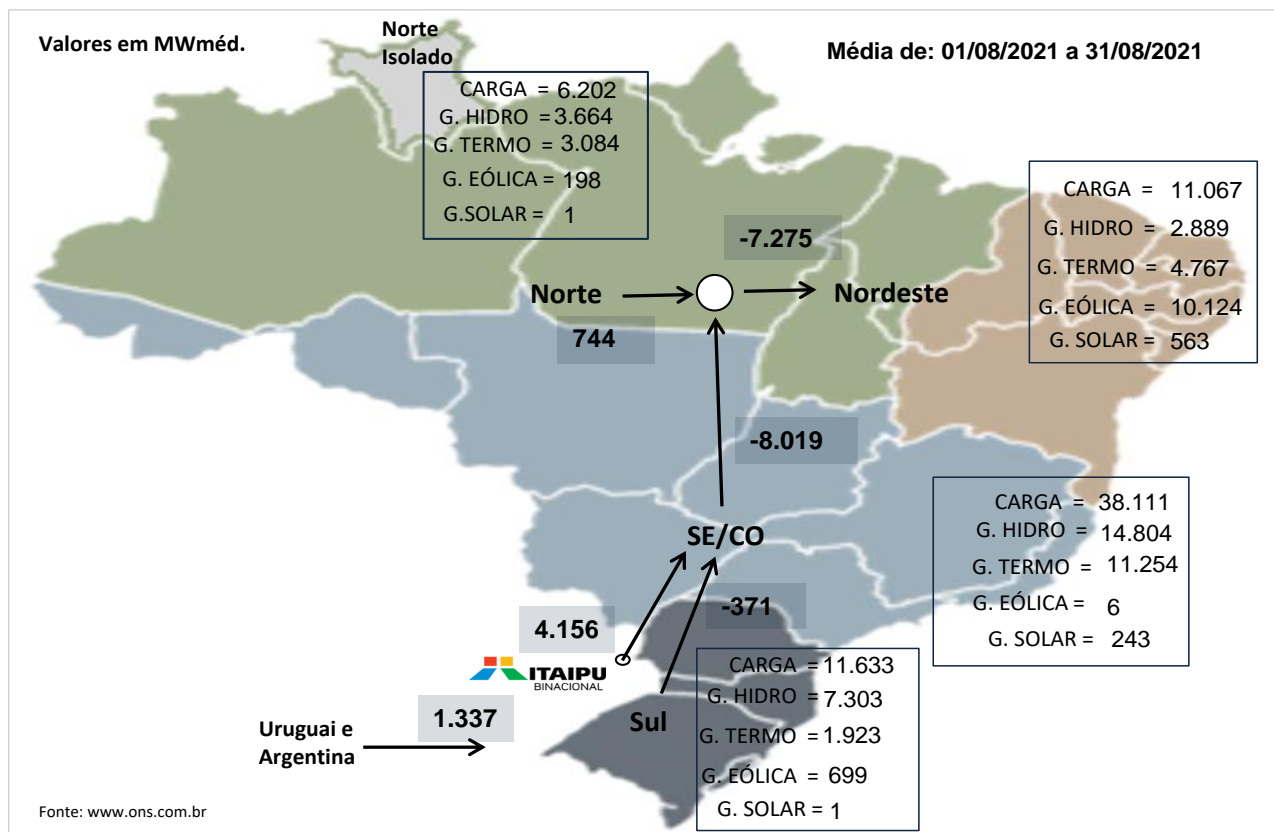 Valores em MWméd.
Norte
Isolado
Média de: 01/08/2021 a 31/08/2021
CARGA = 6.202
G. HIDRO = 3.664
G. TERMO = 3.084
G. EÓLICA = 198
G.SOLAR = 1
CARGA = 11.067
G. HIDRO = 2.889
G. TERMO = 4.767
G. EÓLICA = 10.124
G. SOLAR = 563
-7.275
Norte
Nordeste
744
-8.019
CARGA = 38.111
G. HIDRO = 14.804
G. TERMO = 11.254
G. EÓLICA = 6
G. SOLAR = 243
SE/CO
-371
4.156
ITAIPU
BINACIONAL
CARGA = 11.633
G. HIDRO = 7.303
G. TERMO = 1.923
G. EÓLICA = 699
G. SOLAR = 1
1.337
Sul
Uruguai e
Argentina
Fonte: www.ons.com.br